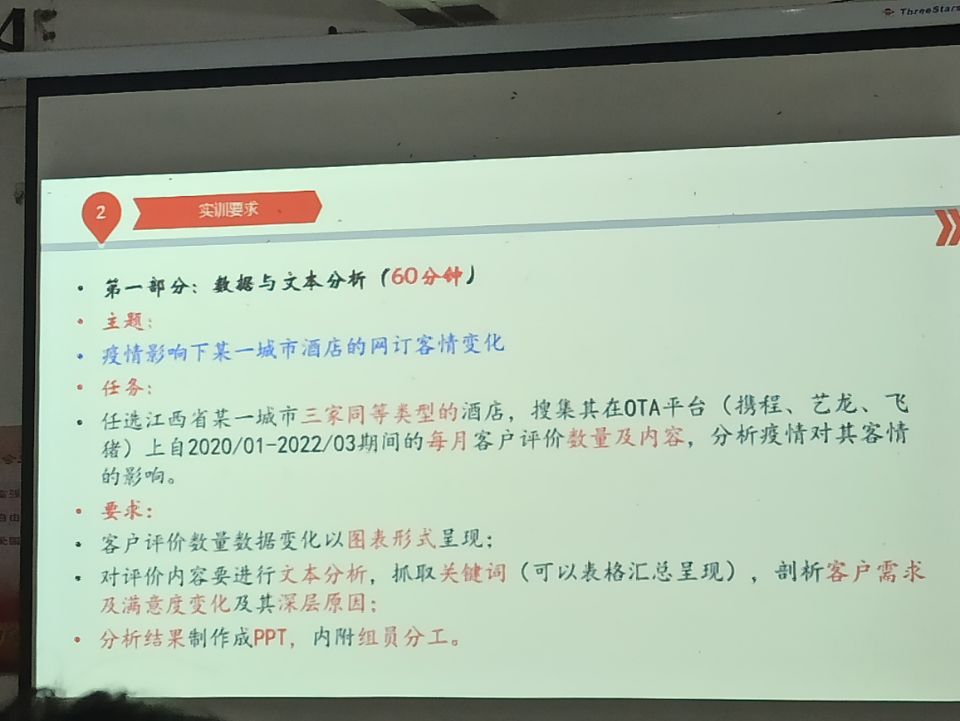 ThreeStars
2
实训要求
• 第一部分：数据与文本分析（60分钟）
• 主题：
• 疫情影响下某一城市酒店的网订客情变化
• 任务：
• 任选江西省某一城市三家同等类型的酒店，搜集其在OTA平台（携程、艺龙、飞
猪）上自2020/01-2022/03期间的每月客户评价数量及内容，分析疫情对其客情
的影响。
• 要求：
• 客户评价数量数据变化以图表形式呈现；
• 对评价内容要进行文本分析，抓取关键词（可以表格汇总呈现），剖析客户需求
及满意度变化及其深层原因；
• 分析结果制作成PPT，内附组员分工。